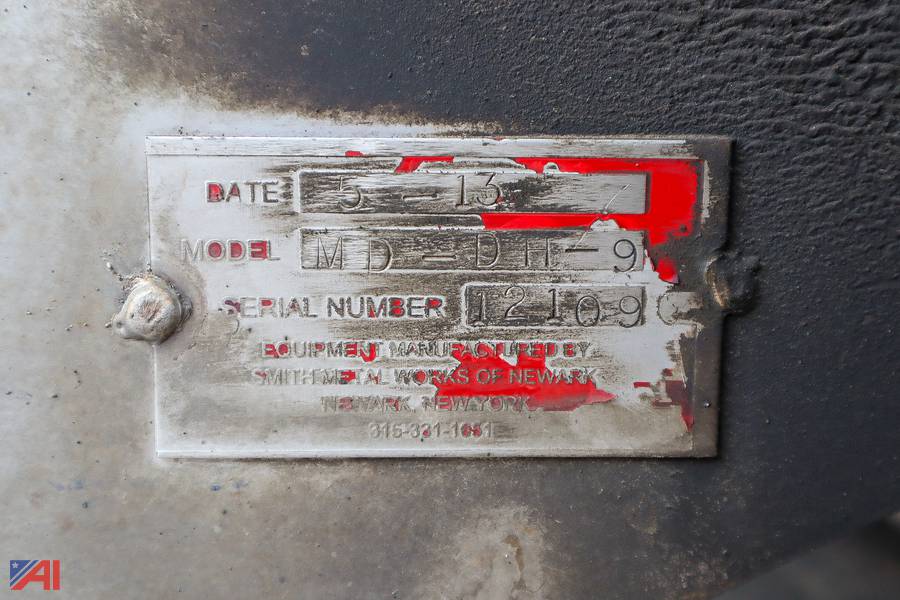 DATE 5-13
MODEL MD-DH-9
SERIAL NUMBER 12109
EQUIPMENT MANUFACTURED BY
SMITH METAL WORKS OF NEWARK
NEWARK, NEW YORK
315-331-1651
AI